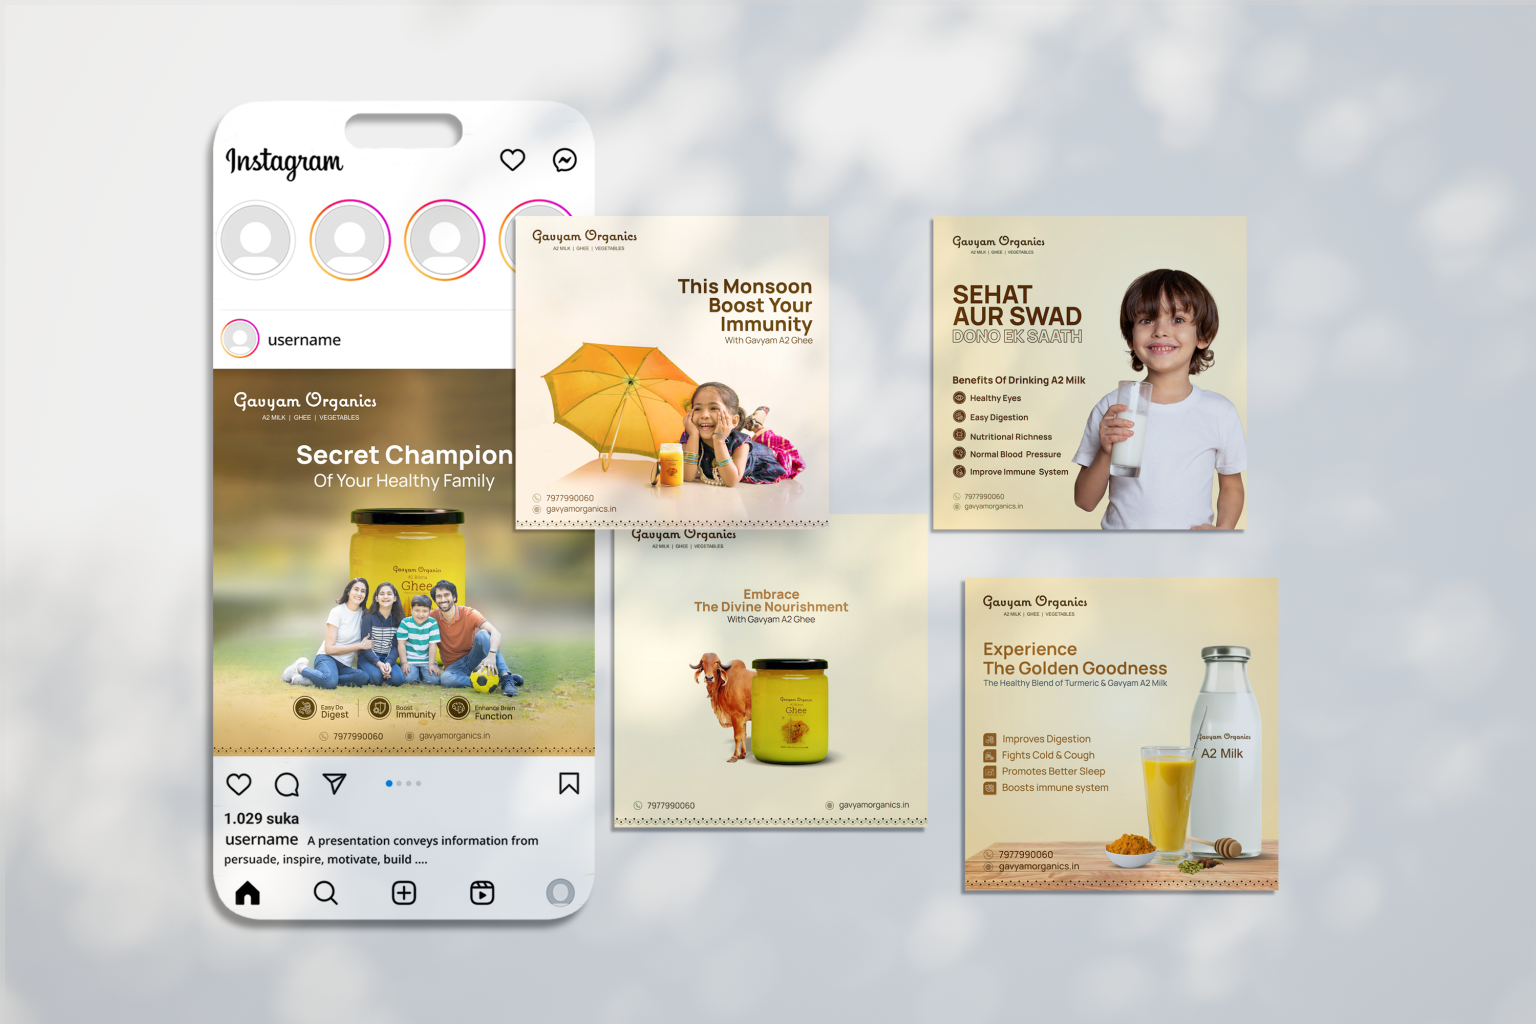 Instagram
username
Gavyam Organics
A2 MILK | GHEE | VEGETABLES
Secret Champion
Of Your Healthy Family
Gavyam Organics
Ghee
Easy Do
Digest
Boost
Immunity
Enhance Brain
Function
7977990060
gavyamorganics.in
1.029 suka
username A presentation conveys information from
persuade, inspire, motivate, build ....
Gavyam Organics
A2 MILK | GHEE | VEGETABLES
This Monsoon
Boost Your
Immunity
With Gavyam A2 Ghee
7977990060
gavyamorganics.in
Gavyam Organics
A2 MILK | GHEE | VEGETABLES
Embrace
The Divine Nourishment
With Gavyam A2 Ghee
Gavyam Organics
Ghee
7977990060
gavyamorganics.in
Gavyam Organics
A2 MILK | GHEE | VEGETABLES
SEHAT
AUR SWAD
DONO EK SAATH
Benefits Of Drinking A2 Milk
Healthy Eyes
Easy Digestion
Nutritional Richness
Normal Blood Pressure
Improve Immune System
7977990060
gavyamorganics.in
Gavyam Organics
A2 MILK | GHEE | VEGETABLES
Experience
The Golden Goodness
The Healthy Blend of Turmeric & Gavyam A2 Milk
Improves Digestion
Fights Cold & Cough
Promotes Better Sleep
Boosts immune system
Gavyam Organics
A2 Milk
7977990060
gavyamorganics.in